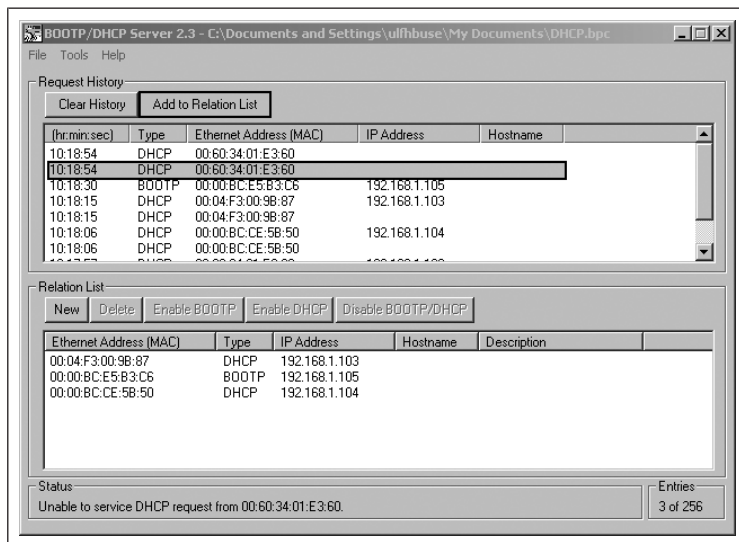 BOOTP/DHCP Server 2.3 - C:\Documents and Settings\ulfhbuse\My Documents\DHCP.bpc
File Tools Help
Request History
Clear History Add to Relation List
(hr:min:sec) Type Ethernet Address (MAC) IP Address Hostname
10:18:54 DHCP 00:60:34:01:E3:60
10:18:54 DHCP 00:60:34:01:E3:60
10:18:30 BOOTP 00:00:BC:E5:B3:C6 192.168.1.105
10:18:15 DHCP 00:04:F3:00:9B:87 192.168.1.103
10:18:15 DHCP 00:04:F3:00:9B:87
10:18:06 DHCP 00:00:BC:CE:5B:50 192.168.1.104
10:18:06 DHCP 00:00:BC:CE:5B:50
Relation List
New Delete Enable BOOTP Enable DHCP Disable BOOTP/DHCP
Ethernet Address (MAC) Type IP Address Hostname Description
00:04:F3:00:9B:87 DHCP 192.168.1.103
00:00:BC:E5:B3:C6 BOOTP 192.168.1.105
00:00:BC:CE:5B:50 DHCP 192.168.1.104
Status
Unable to service DHCP request from 00:60:34:01:E3:60.
Entries
3 of 256